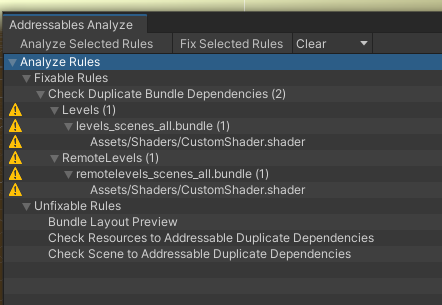 Addressables Analyze
Analyze Selected Rules Fix Selected Rules Clear
Analyze Rules
Fixable Rules
Check Duplicate Bundle Dependencies (2)
Levels (1)
levels_scenes_all.bundle (1)
Assets/Shaders/CustomShader.shader
RemoteLevels (1)
remotelevels_scenes_all.bundle (1)
Assets/Shaders/CustomShader.shader
Unfixable Rules
Bundle Layout Preview
Check Resources to Addressable Duplicate Dependencies
Check Scene to Addressable Duplicate Dependencies